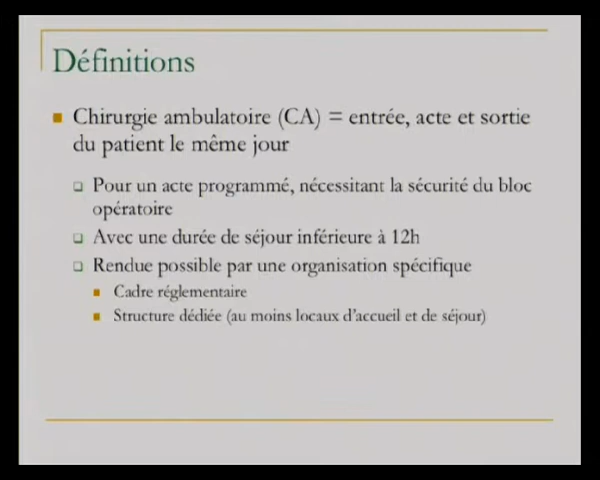 Définitions
Chirurgie ambulatoire (CA) = entrée, acte et sortie
du patient le même jour
Pour un acte programmé, nécessitant la sécurité du bloc
opératoire
Avec une durée de séjour inférieure à 12h
Rendue possible par une organisation spécifique
Cadre réglementaire
Structure dédiée (au moins locaux d'accueil et de séjour)